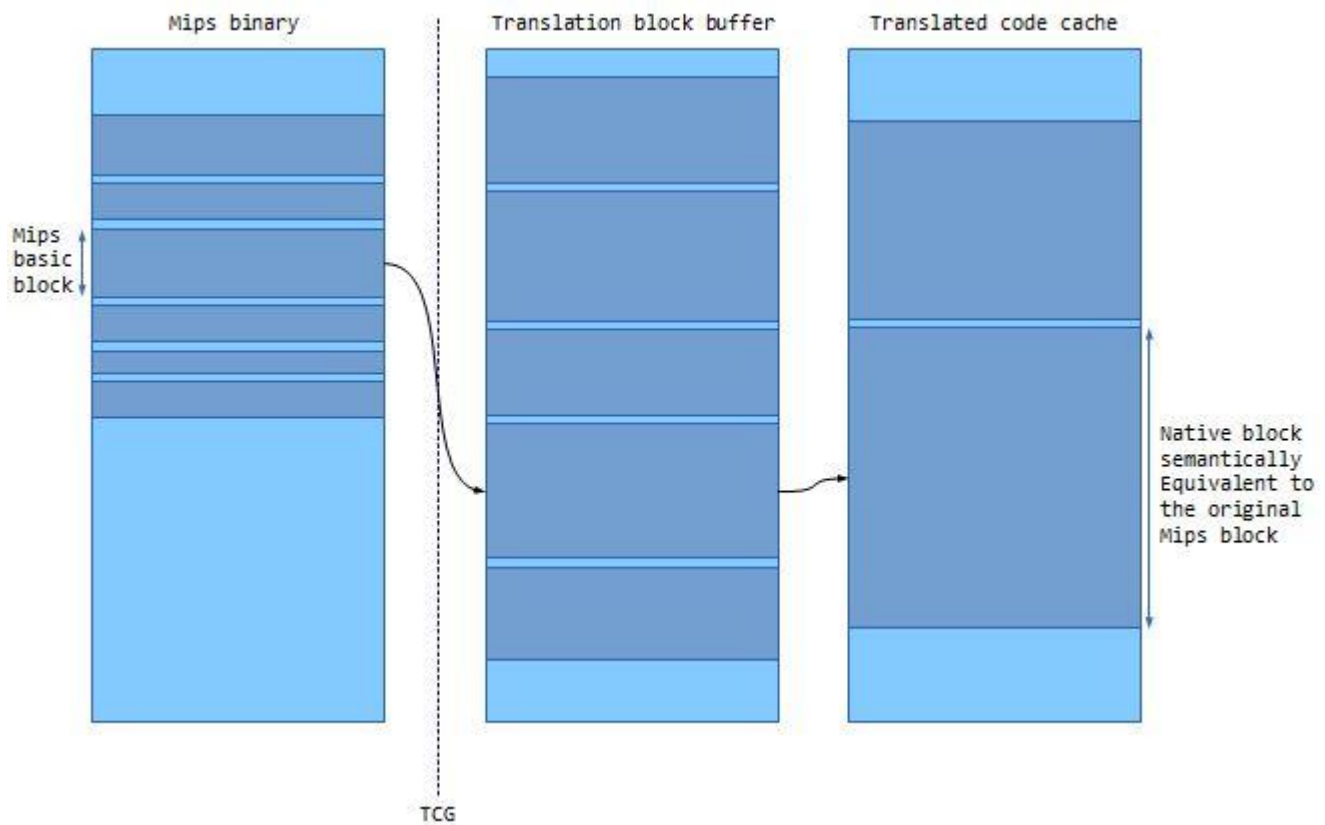 Mips binary
Translation block buffer
Translated code cache
Mips
basic
block
Native block
semantically
Equivalent to
the original
Mips block
TCG